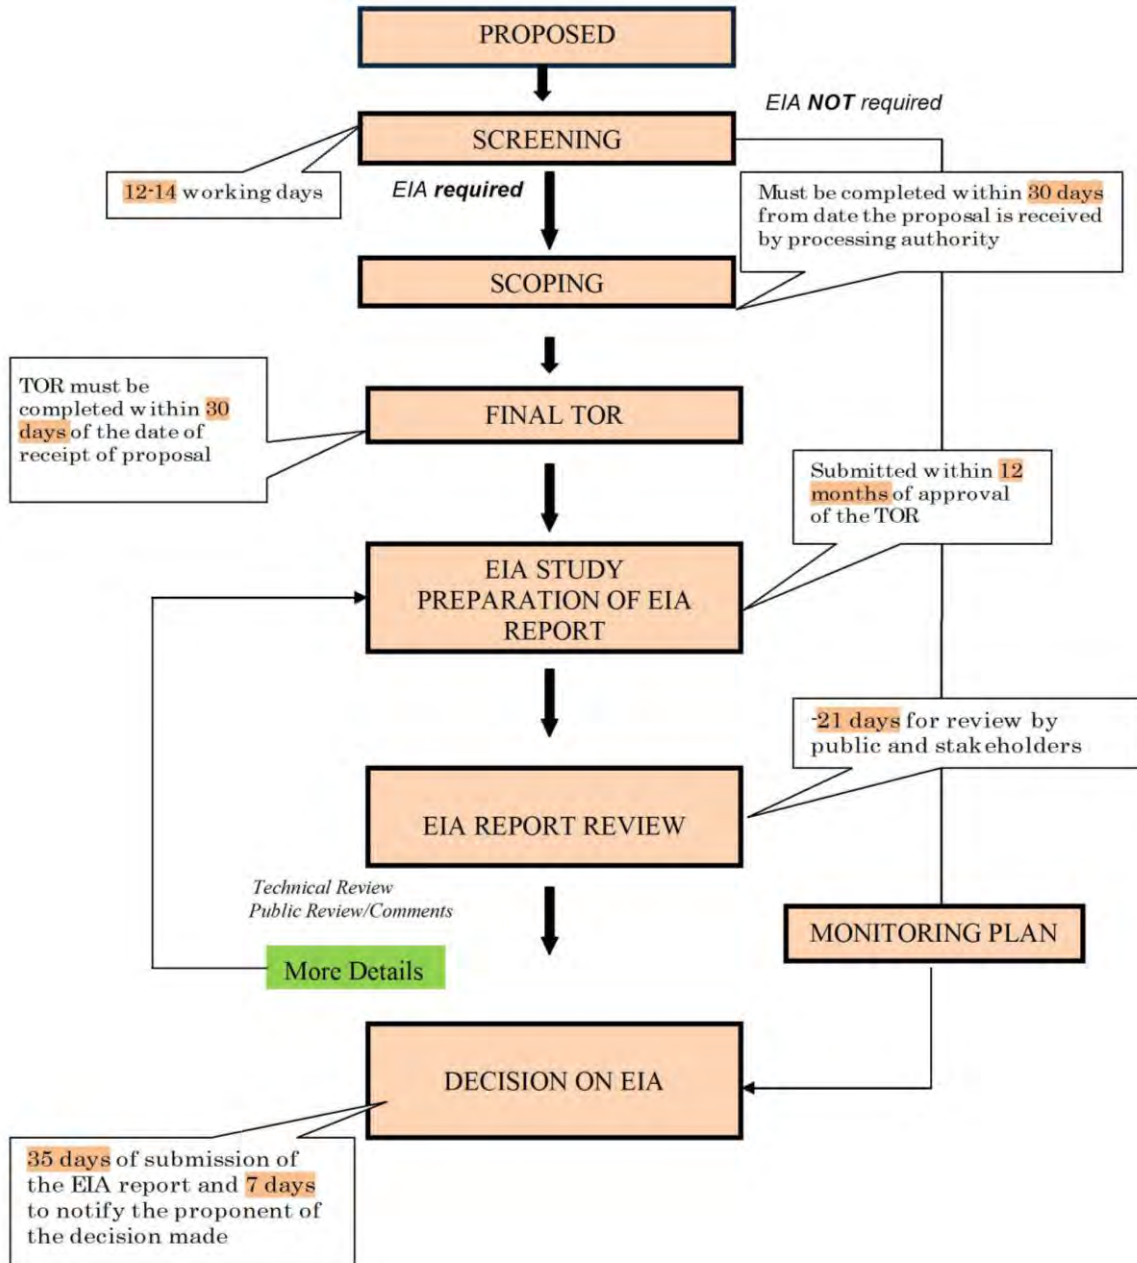 PROPOSED
EIA NOT required
SCREENING
12-14 working days
EIA required
Must be completed within 30 days
from date the proposal is received
by processing authority
SCOPING
TOR must be
completed within 30
days of the date of
receipt of proposal
FINAL TOR
Submitted within 12
months of approval
of the TOR
EIA STUDY
PREPARATION OF EIA
REPORT
-21 days for review by
public and stakeholders
EIA REPORT REVIEW
Technical Review
Public Review/Comments
More Details
MONITORING PLAN
DECISION ON EIA
35 days of submission of
the EIA report and 7 days
to notify the proponent of
the decision made